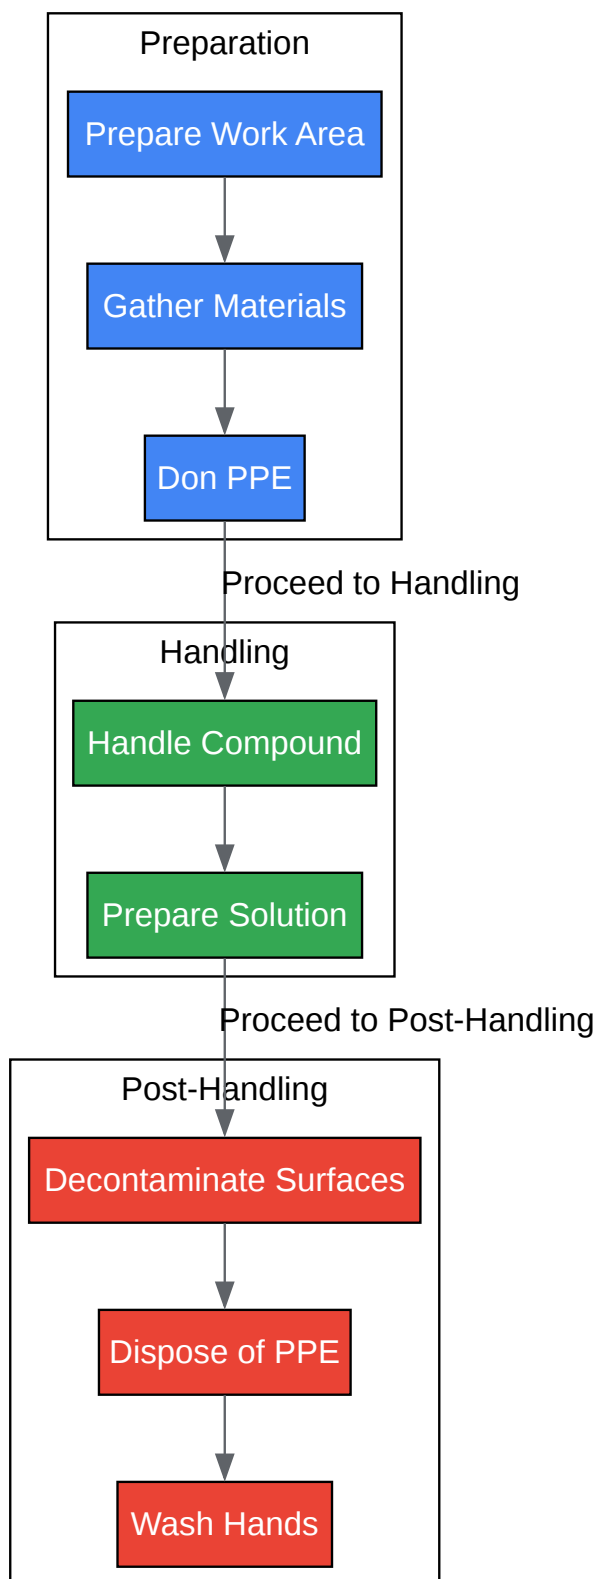 Preparation
Prepare Work Area
Gather Materials
Don PPE
Proceed to Handling
Handling
Handle Compound
Prepare Solution
Proceed to Post-Handling
Post-Handling
Decontaminate Surfaces
Dispose of PPE
Wash Hands